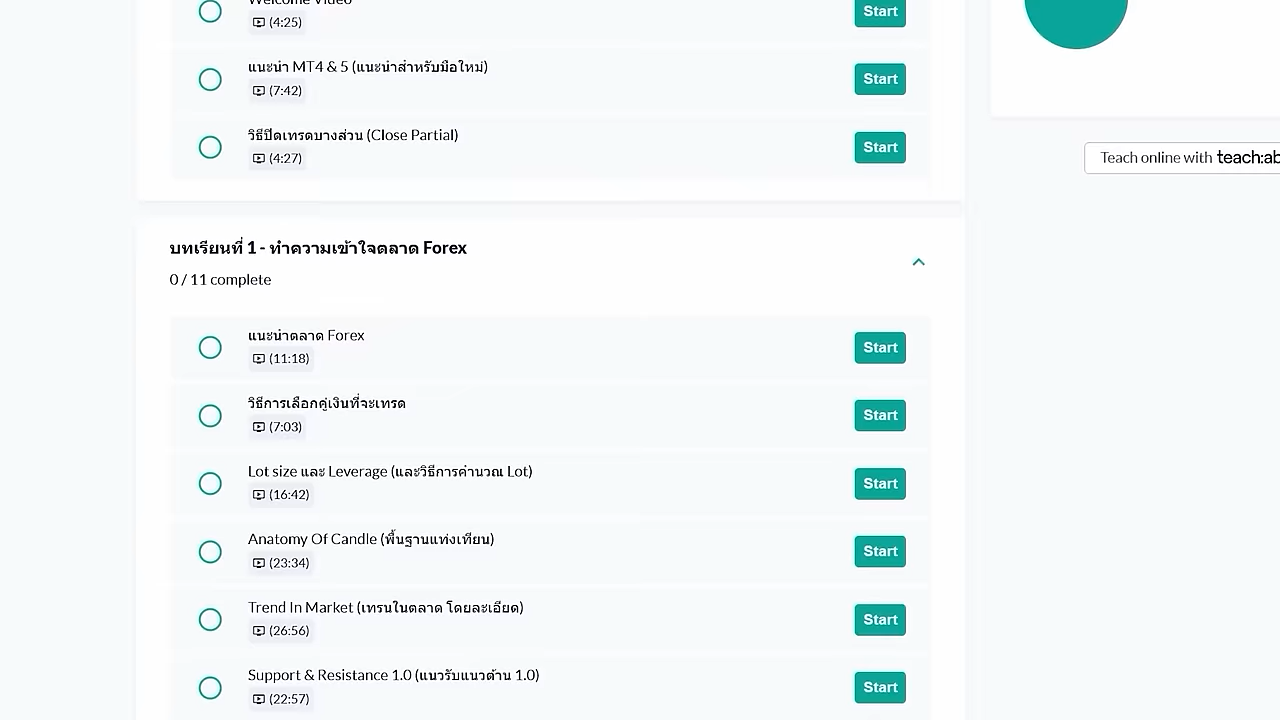 Welcome Video
(4:25)
Start
แนะนำ MT4 & 5 (แนะนำสำหรับมือใหม่)
(7:42)
Start
วิธีปิดเทรดบางส่วน (Close Partial)
(4:27)
Start
Teach online with teach:ab
บทเรียนที่ 1 - ทำความเข้าใจตลาด Forex
0 / 11 complete
แนะนำตลาด Forex
(11:18)
Start
วิธีการเลือกคู่เงินที่จะเทรด
(7:03)
Start
Lot size และ Leverage (และวิธีการคำนวณ Lot)
(16:42)
Start
Anatomy Of Candle (พื้นฐานแท่งเทียน)
(23:34)
Start
Trend In Market (เทรนในตลาด โดยละเอียด)
(26:56)
Start
Support & Resistance 1.0 (แนวรับแนวต้าน 1.0)
(22:57)
Start